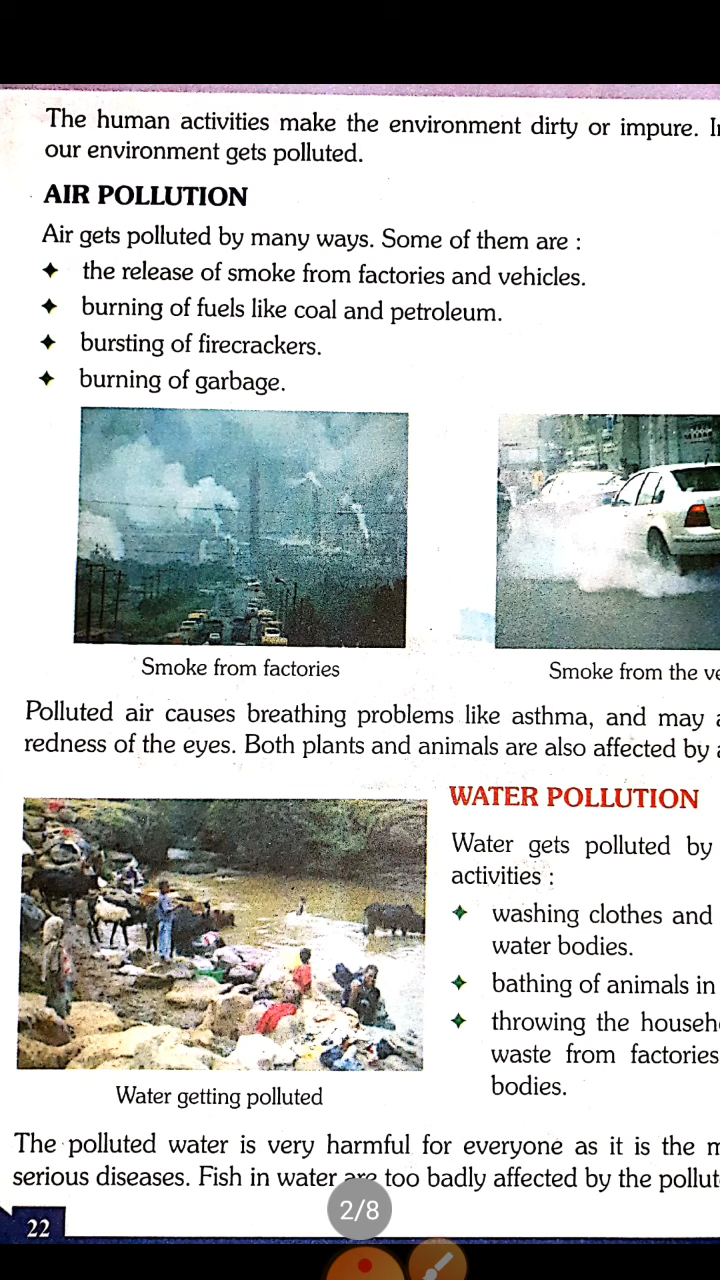 The human activities make the environment dirty or impure.
our environment gets polluted.
AIR POLLUTION
Air gets polluted by many ways. Some of them are :
✦ the release of smoke from factories and vehicles.
✦ burning of fuels like coal and petroleum.
✦ bursting of firecrackers.
✦ burning of garbage.
Smoke from factories
Smoke from the
Polluted air causes breathing problems like asthma, and may
redness of the eyes. Both plants and animals are also affected by
WATER POLLUTION
Water gets polluted by
activities :
✦ washing clothes and
water bodies.
✦ bathing of animals in
✦ throwing the
waste from factories
bodies.
Water getting polluted
The polluted water is very harmful for everyone as it is the
serious diseases. Fish in water are too badly affected by the
2/8
22